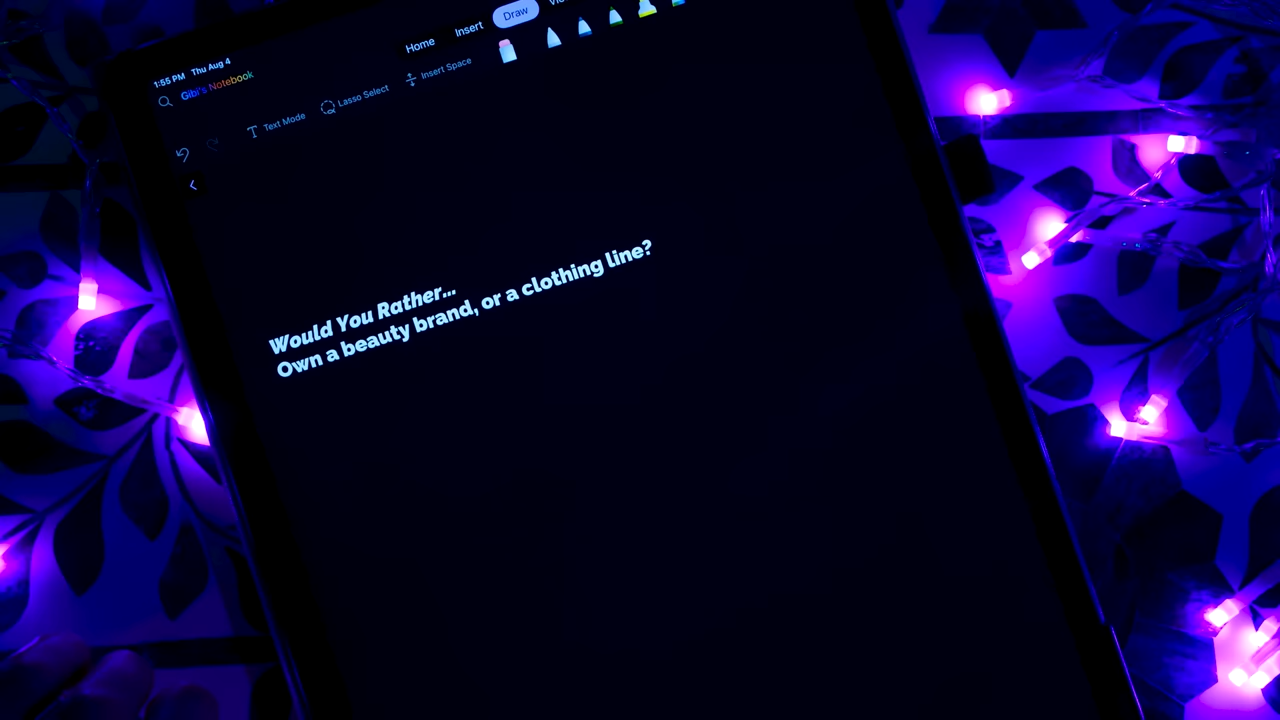 1:55 PM Thu Aug 4
Gibi's Notebook
Home Insert Draw
Text Mode Lasso Select Insert Space
Would You Rather...
Own a beauty brand, or a clothing line?